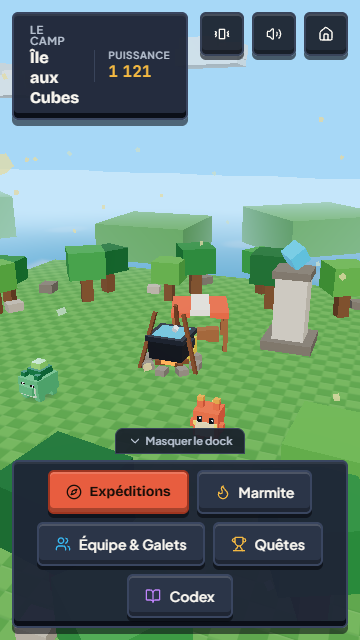 LE
CAMP
Île
aux
Cubes
PUISSANCE
1 121
Masquer le dock
Expéditions
Marmite
Équipe & Galets
Quêtes
Codex